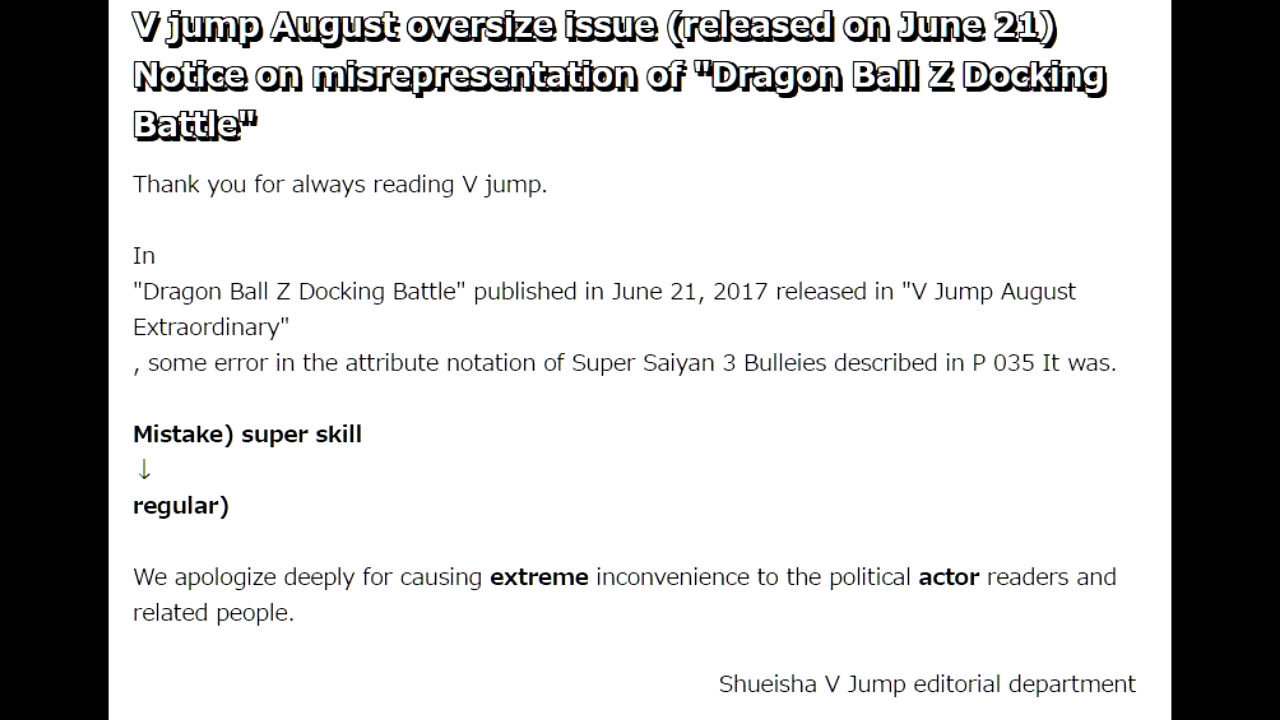 V jump August oversize issue (released on June 21)
Notice on misrepresentation of "Dragon Ball Z Docking
Battle"
Thank you for always reading V jump.
In
"Dragon Ball Z Docking Battle" published in June 21, 2017 released in "V Jump August
Extraordinary"
, some error in the attribute notation of Super Saiyan 3 Bulleies described in P 035 It was.
Mistake) super skill
↓
regular)
We apologize deeply for causing extreme inconvenience to the political actor readers and
related people.
Shueisha V Jump editorial department